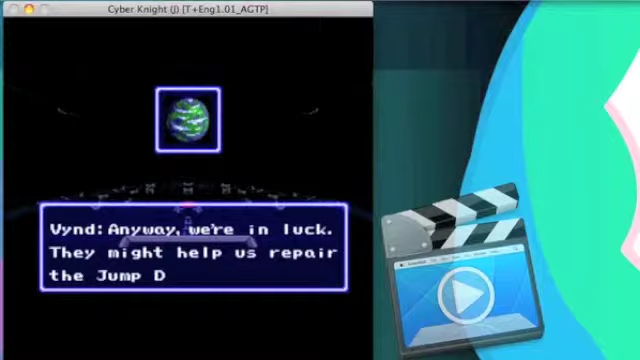 Cyber Knight (J) [T+Eng1.01_AGTP]
Vynd:Anyway, we're in luck.
They might help us repair
the Jump D